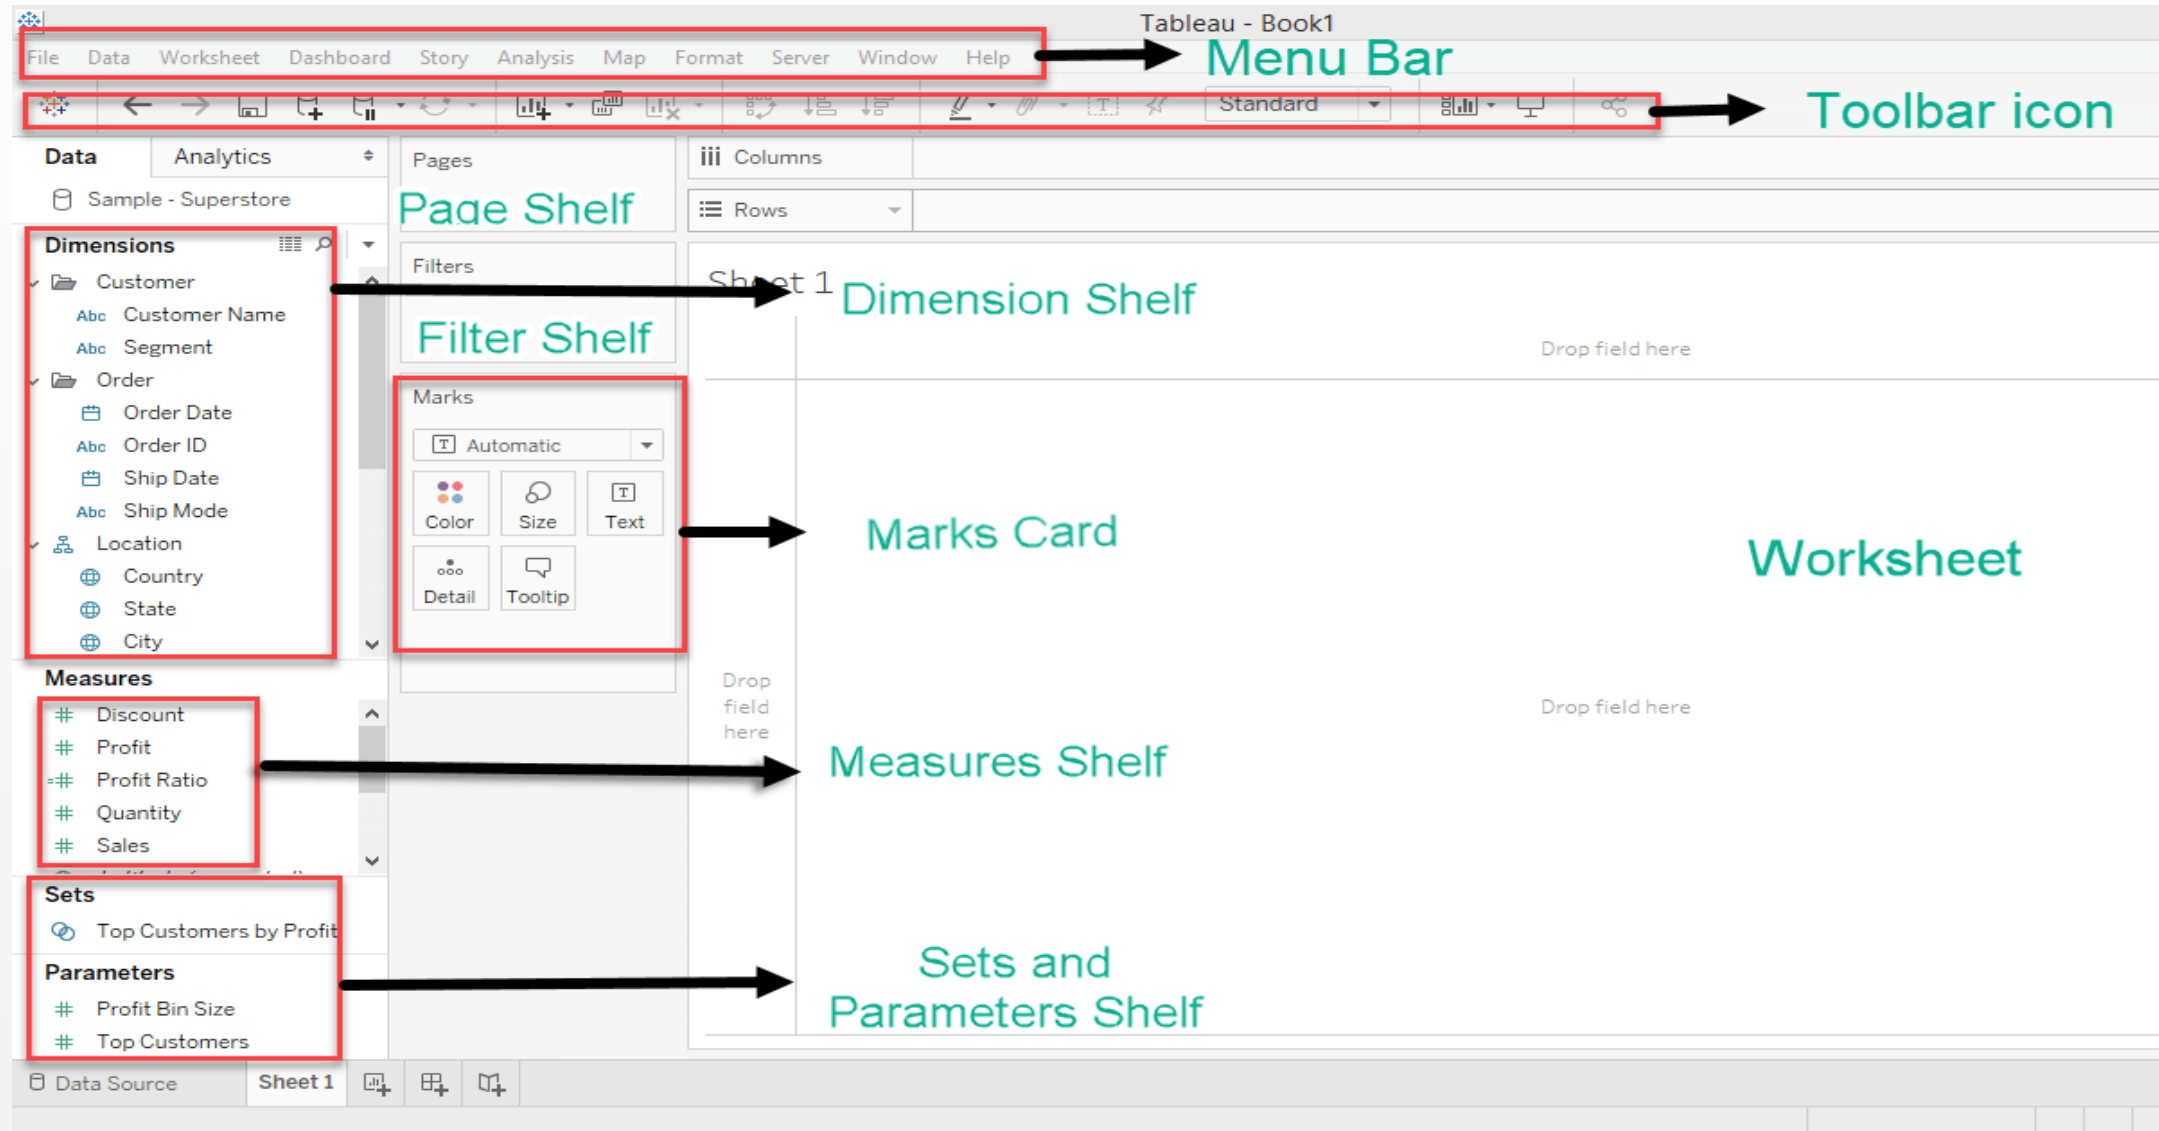 Tableau - Book1
File Data Worksheet Dashboard Story Analysis Map Format Server Window Help
Menu Bar
Standard
Toolbar icon
Data Analytics
Pages
Columns
Sample - Superstore
Page Shelf
Rows
Dimensions
Filters
Customer
Sheet 1
Dimension Shelf
Abc Customer Name
Filter Shelf
Abc Segment
Drop field here
Order
Marks
Order Date
Abc Order ID
T Automatic
Ship Date
Abc Ship Mode
T
Color Size Text
Marks Card
Location
Worksheet
Country
Detail Tooltip
State
City
Measures
Drop
field
here
Drop field here
# Discount
# Profit
Measures Shelf
=# Profit Ratio
# Quantity
# Sales
Sets
Top Customers by Profit
Sets and
Parameters Shelf
Parameters
# Profit Bin Size
# Top Customers
Data Source Sheet 1